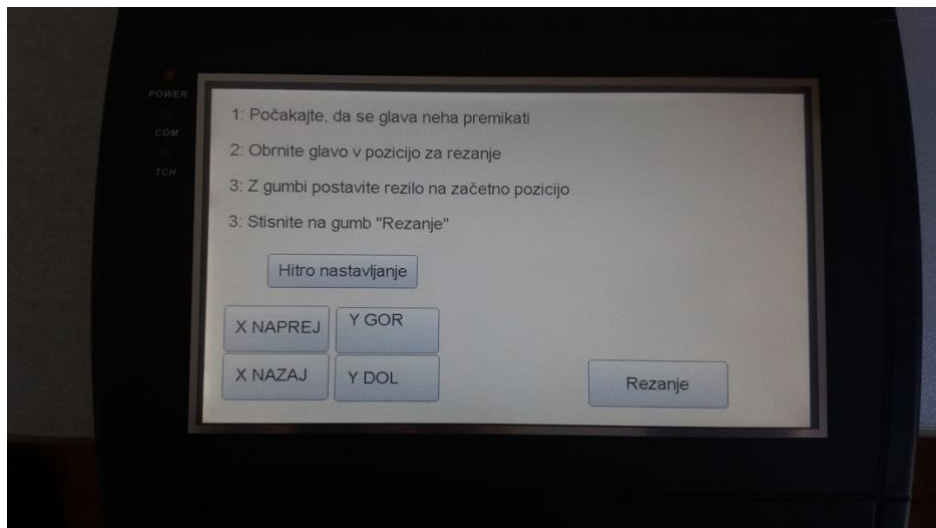 POWER
COM
TCH
1: Počakajte, da se glava neha premikati
2: Obrnite glavo v pozicijo za rezanje
3: Z gumbi postavite rezilo na začetno pozicijo
3: Stisnite na gumb "Rezanje"
Hitro nastavljanje
X NAPREJ
Y GOR
X NAZAJ
Y DOL
Rezanje